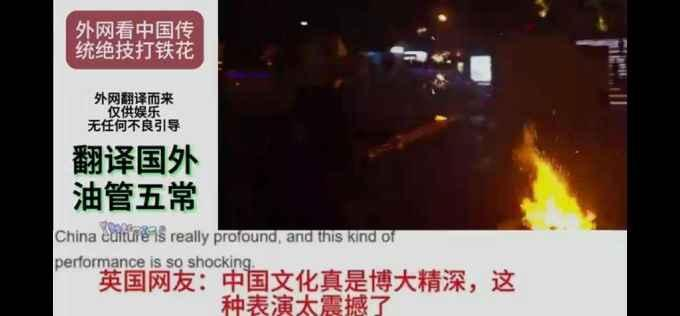 外网看中国传
统绝技打铁花
外网翻译而来
仅供娱乐
无任何不良引导
翻译国外
油管五常
China culture is really profound, and this kind of
performance is so shocking.
英国网友：中国文化真是博大精深，这
种表演太震撼了